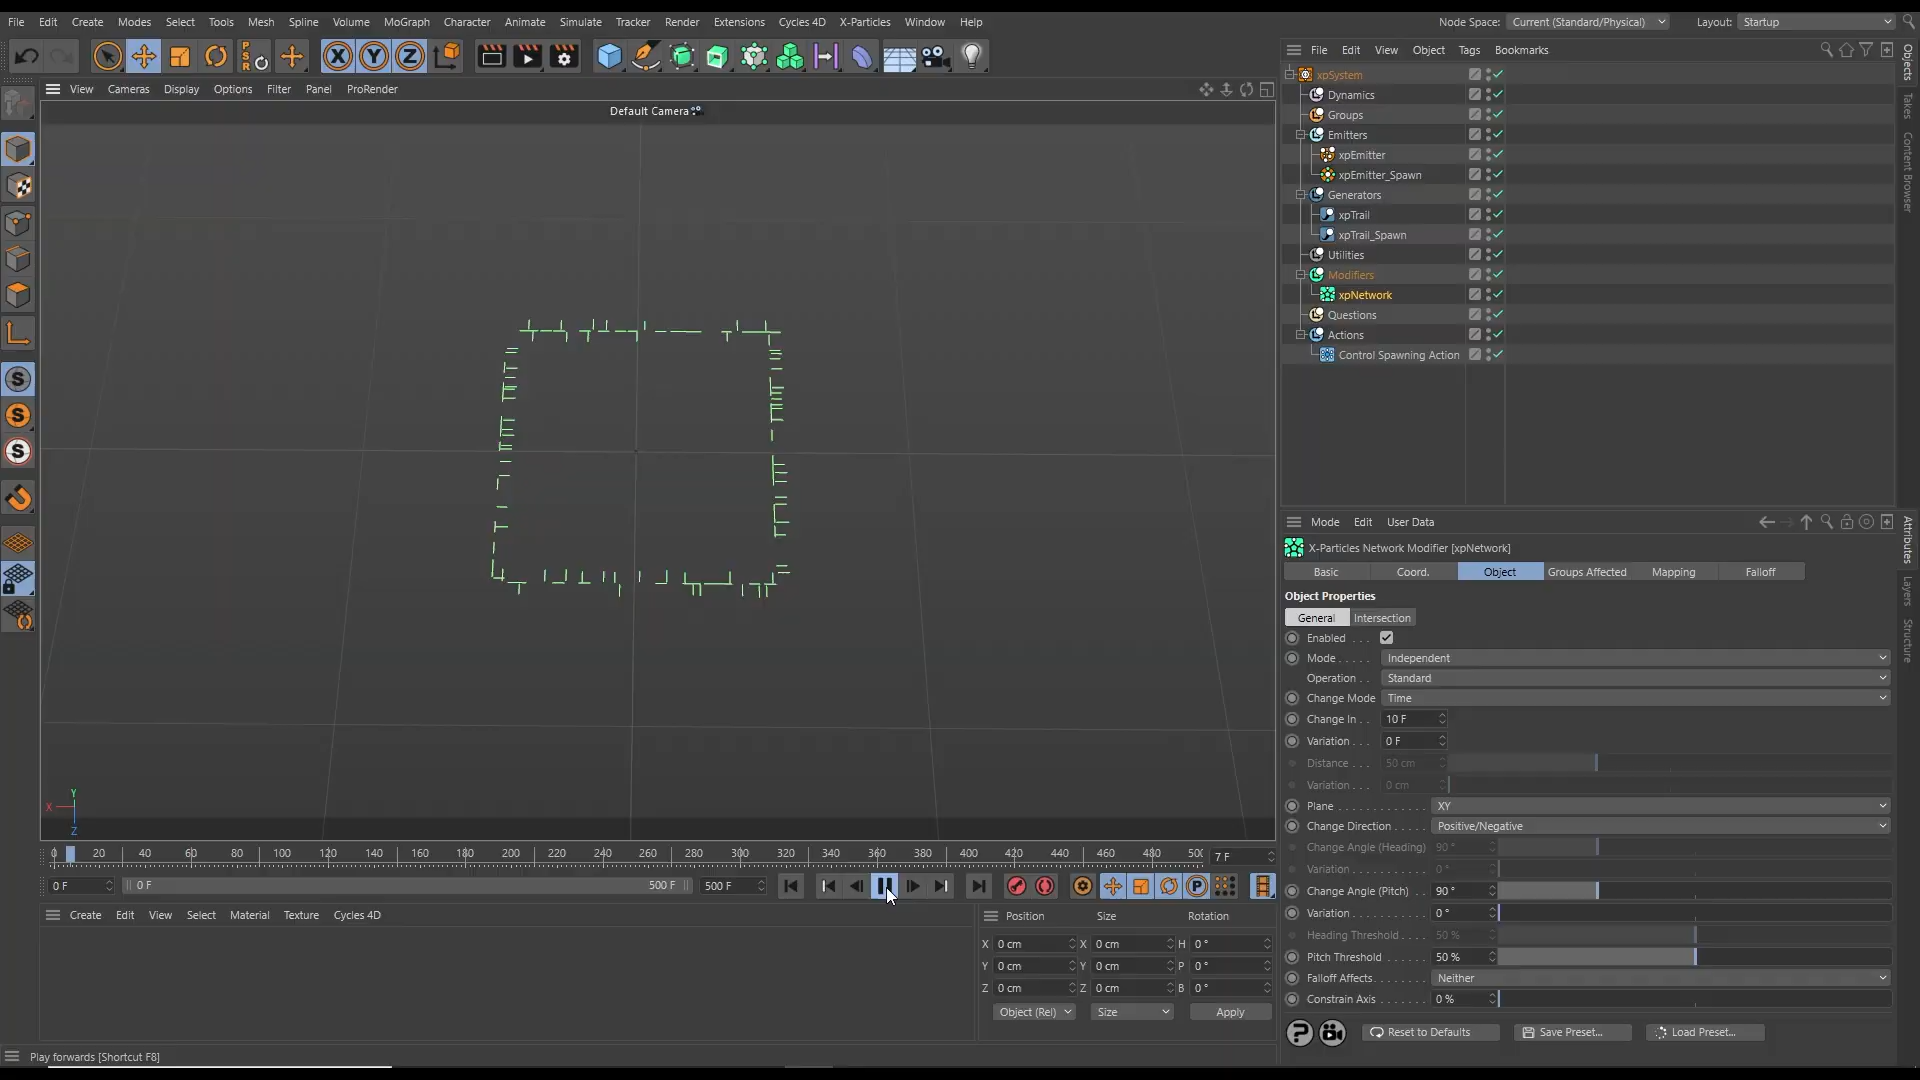 File Edit Create Modes Select Tools Mesh Spline Volume MoGraph Character Animate Simulate Tracker Render Extensions Cycles 4D X-Particles Window Help Node Space: Current (Standard/Physical) Layout: Startup
PSR X Y Z
File Edit View Object Tags Bookmarks
View Cameras Display Options Filter Panel ProRender
Default Camera
xpSystem
Dynamics
Groups
Emitters
xpEmitter
xpEmitter_Spawn
Generators
xpTrail
xpTrail_Spawn
Utilities
Modifiers
xpNetwork
Questions
Actions
Control Spawning Action
Objects
Takes
Content Browser
S
S
S
Y
X
Z
Mode Edit User Data
X-Particles Network Modifier [xpNetwork]
Basic Coord. Object Groups Affected Mapping Falloff
Object Properties
General Intersection
Enabled . . .
Mode . . . . . Independent
Operation . . Standard
Change Mode Time
Change In . . 10 F
Variation . . . 0 F
Distance . . . 50 cm
Variation . . . 0 cm
Plane . . . . . . . . . . . . . XY
Change Direction . . . . . Positive/Negative
Change Angle (Heading) 90 °
Variation . . . . . . . . . . 0 °
Change Angle (Pitch) . 90 °
Variation . . . . . . . . . . 0 °
Heading Threshold . . . . 50 %
Pitch Threshold . . . . . . 50 %
Falloff Affects. . . . . . . . Neither
Constrain Axis . . . . . . . 0 %
Reset to Defaults Save Preset... Load Preset...
Attributes
Layers
Structure
0 20 40 60 80 100 120 140 160 180 200 220 240 260 280 300 320 340 360 380 400 420 440 460 480 500 7 F
0 F 0 F 500 F 500 F P
Create Edit View Select Material Texture Cycles 4D
Position Size Rotation
X 0 cm X 0 cm H 0 °
Y 0 cm Y 0 cm P 0 °
Z 0 cm Z 0 cm B 0 °
Object (Rel) Size Apply
Play forwards [Shortcut F8]